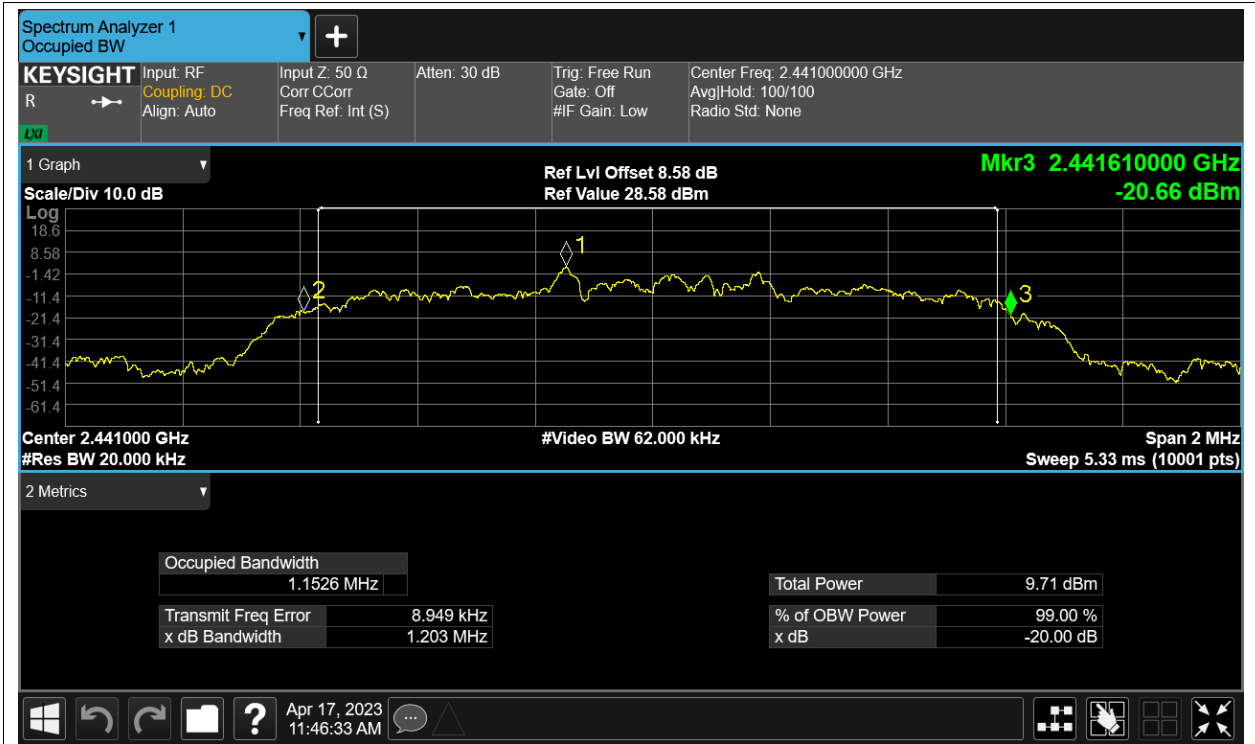 Spectrum Analyzer 1
Occupied BW
KEYSIGHT
R
LXI
Input: RF
Coupling: DC
Align: Auto
Input Z: 50 Ω
Corr CCorr
Freq Ref: Int (S)
Atten: 30 dB
Trig: Free Run
Gate: Off
#IF Gain: Low
Center Freq: 2.441000000 GHz
Avg|Hold: 100/100
Radio Std: None
1 Graph
Scale/Div 10.0 dB
Ref Lvl Offset 8.58 dB
Ref Value 28.58 dBm
Mkr3 2.441610000 GHz
-20.66 dBm
Log
18.6
8.58
-1.42
-11.4
-21.4
-31.4
-41.4
-51.4
-61.4
1
2
3
Center 2.441000 GHz
#Res BW 20.000 kHz
#Video BW 62.000 kHz
Span 2 MHz
Sweep 5.33 ms (10001 pts)
2 Metrics
Occupied Bandwidth
1.1526 MHz
Transmit Freq Error 8.949 kHz
x dB Bandwidth 1.203 MHz
Total Power 9.71 dBm
% of OBW Power 99.00 %
x dB -20.00 dB
?
Apr 17, 2023
11:46:33 AM